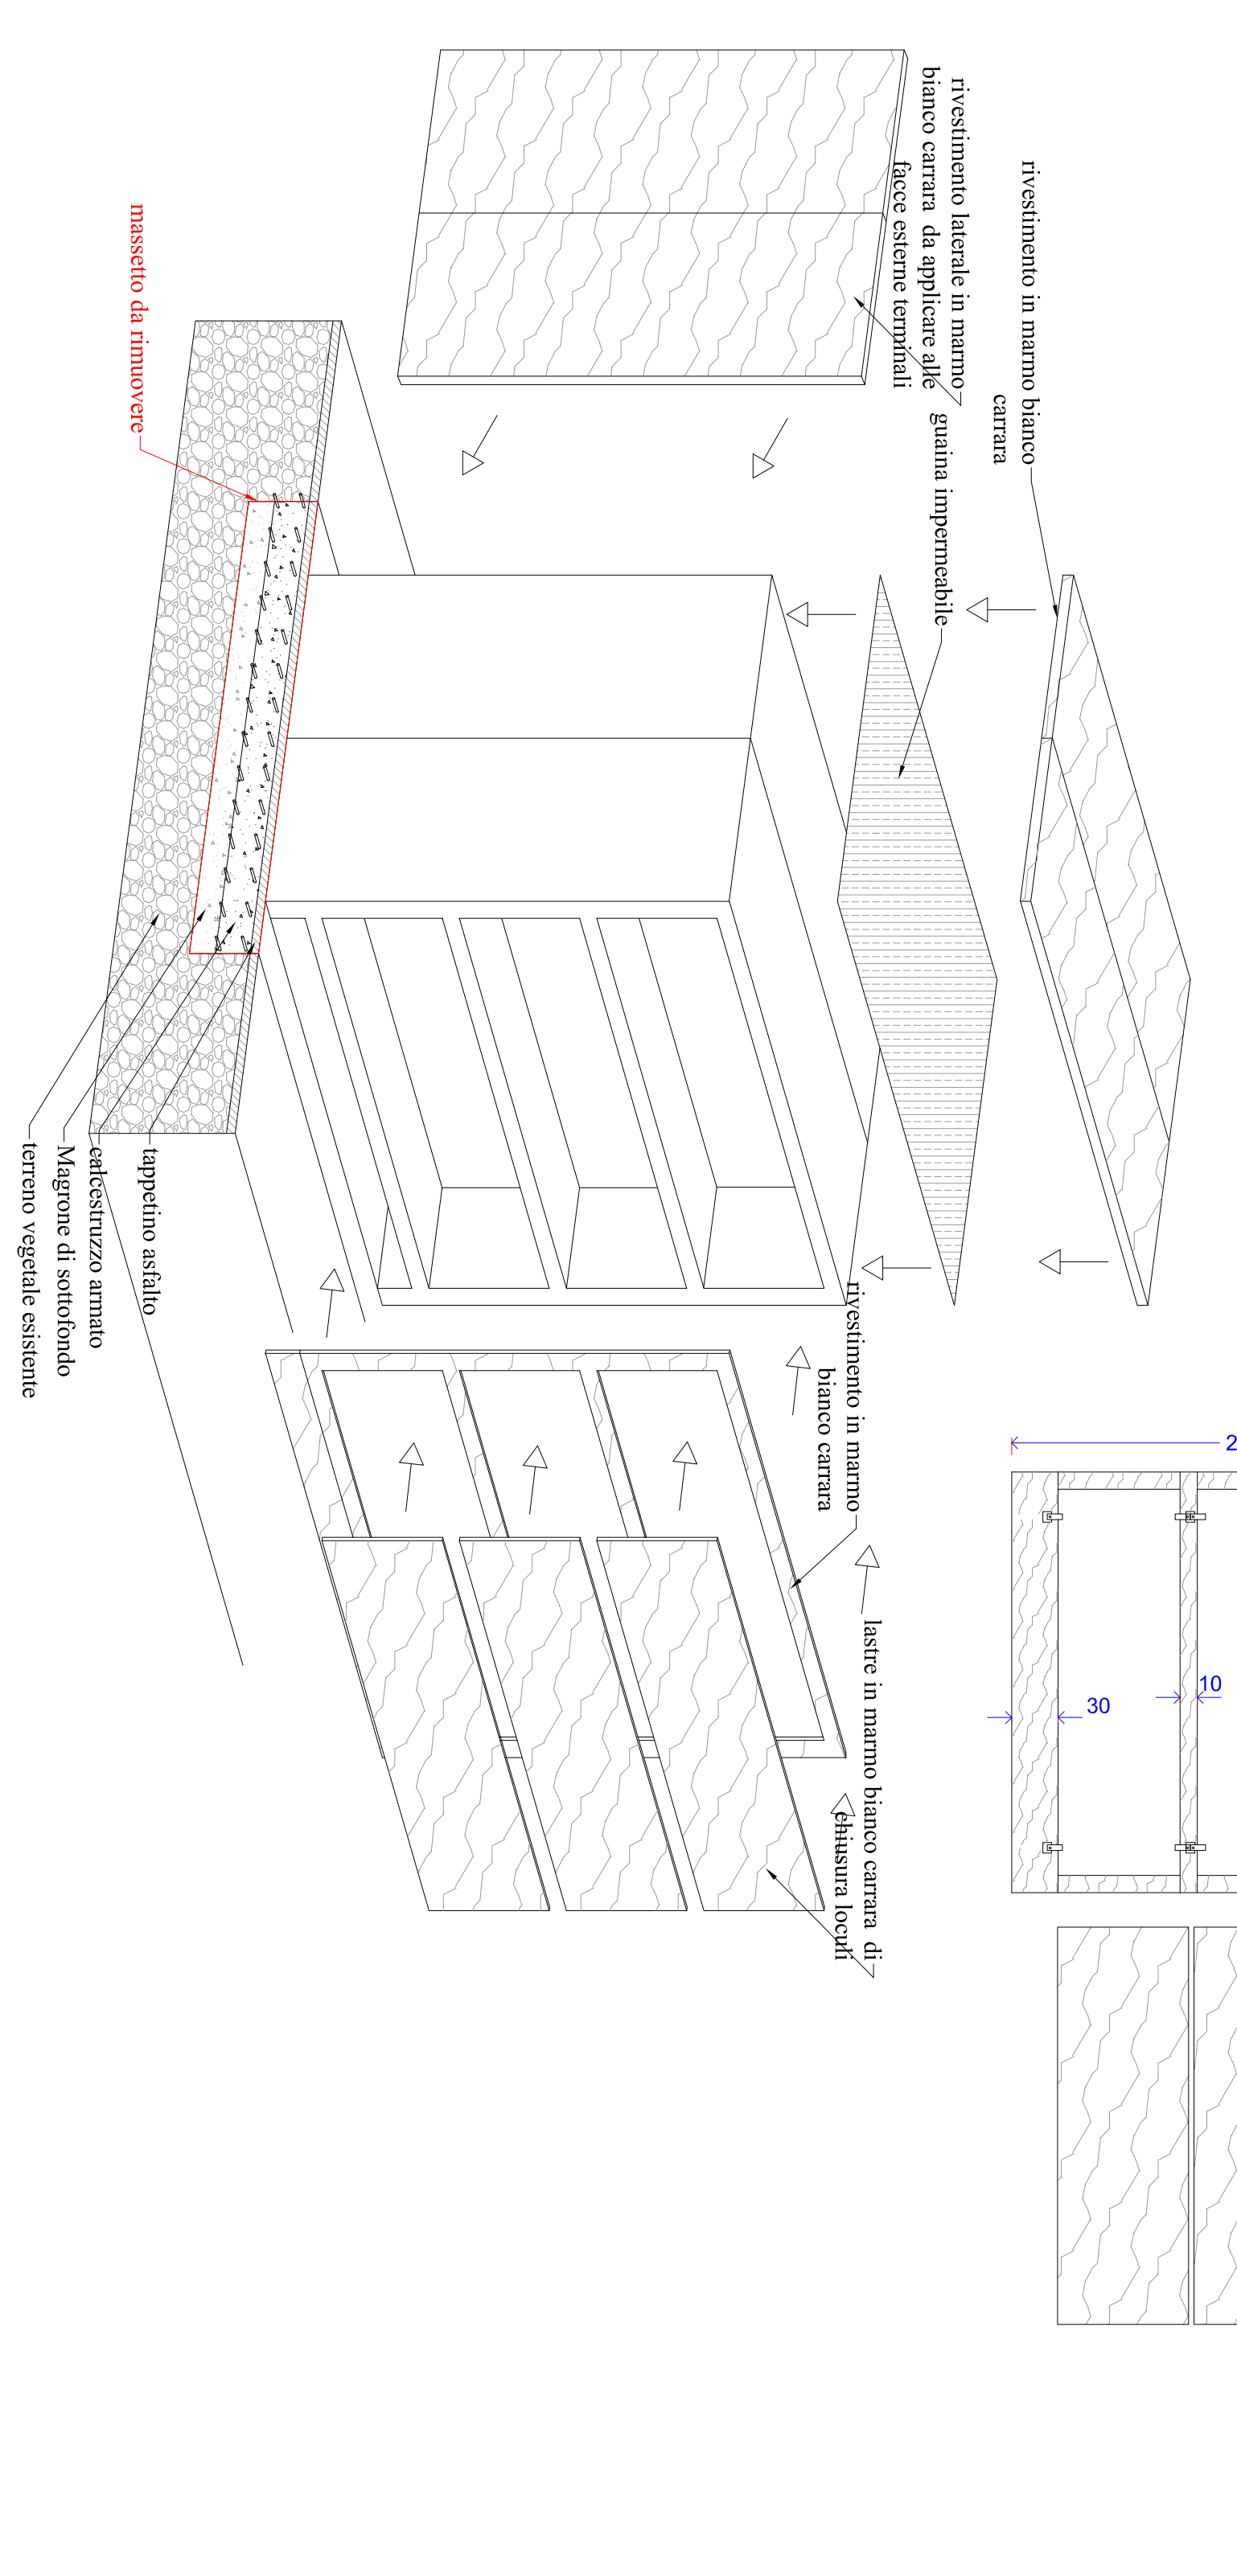 rivestimento in marmo bianco
carrara
rivestimento laterale in marmo
bianco carrara da applicare alle
facce esterne terminali
guaina impermeabile
rivestimento in marmo
bianco carrara
lastre in marmo bianco carrara di
chiusura loculi
massetto da rimuovere
tappetino asfalto
calcestruzzo armato
Magrone di sottofondo
terreno vegetale esistente
2
10
30